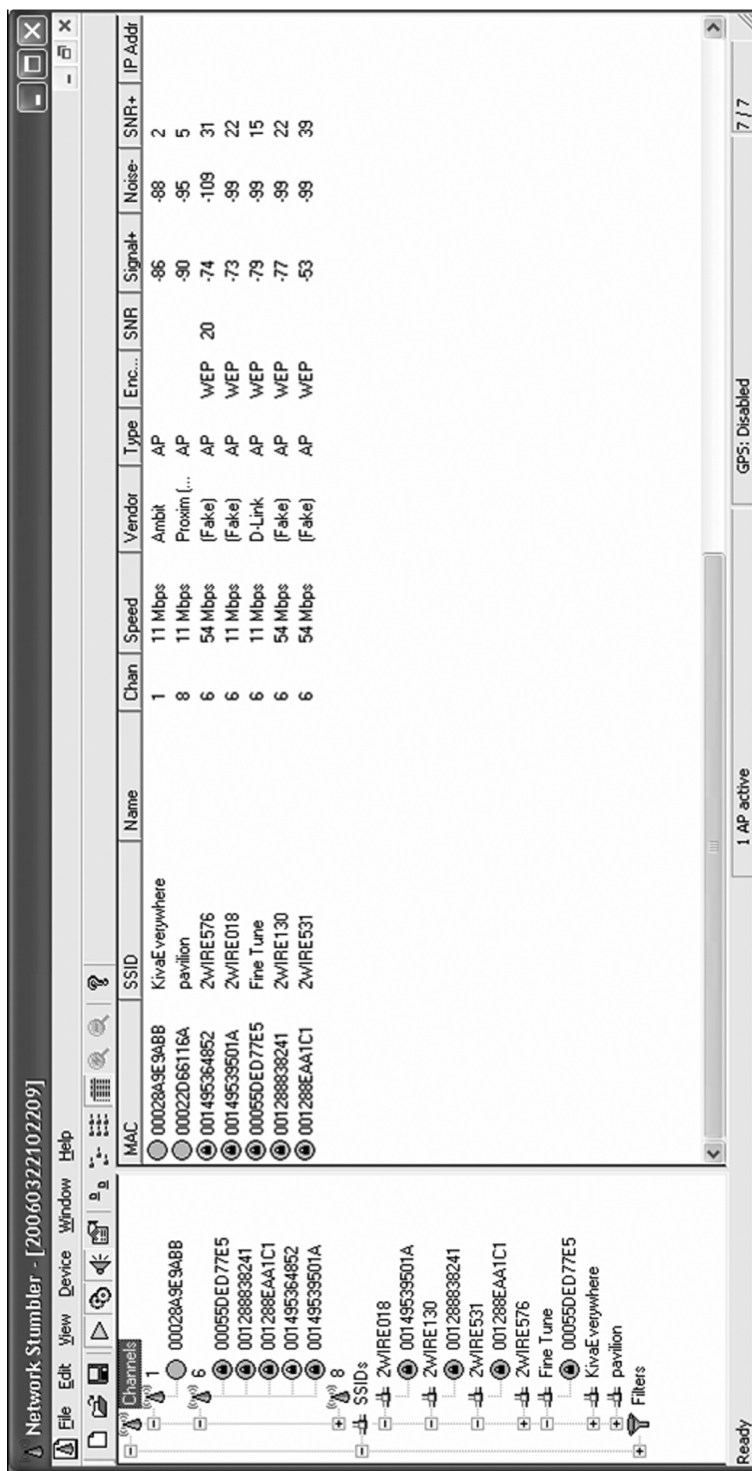 Network Stumbler - [20060322102209]
File Edit View Device Window Help
Channels
1
00028A9E9ABB
6
00055DED77E5
001288838241
001288EAA1C1
001495364852
00149539501A
8
SSIDs
2WIRE018
00149539501A
2WIRE130
001288838241
2WIRE531
001288EAA1C1
2WIRE576
Fine Tune
00055DED77E5
KivaEverywhere
pavilion
Filters
MAC SSID Name Chan Speed Vendor Type Enc... SNR Signal+ Noise- SNR+ IP Addr
00028A9E9ABB KivaEverywhere 1 11 Mbps Ambit AP -86 -88 2
00022D66116A pavilion 8 11 Mbps Proxim (... AP -90 -95 5
001495364852 2WIRE576 6 54 Mbps (Fake) AP WEP 20 -74 -109 31
00149539501A 2WIRE018 6 11 Mbps (Fake) AP WEP -73 -99 22
00055DED77E5 Fine Tune 6 11 Mbps D-Link AP WEP -79 -99 15
001288838241 2WIRE130 6 54 Mbps (Fake) AP WEP -77 -99 22
001288EAA1C1 2WIRE531 6 54 Mbps (Fake) AP WEP -53 -99 39
Ready 1 AP active GPS: Disabled 7 / 7